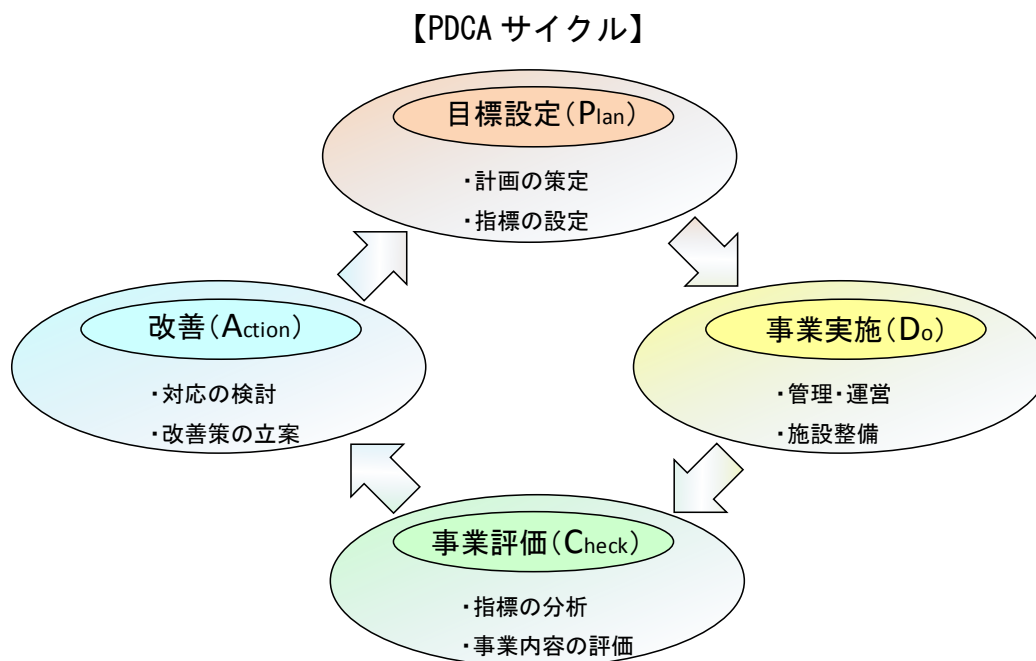 【PDCA サイクル】
目標設定(Plan)
・計画の策定
・指標の設定
改善(Action)
・対応の検討
・改善策の立案
事業実施(Do)
・管理・運営
・施設整備
事業評価(Check)
・指標の分析
・事業内容の評価